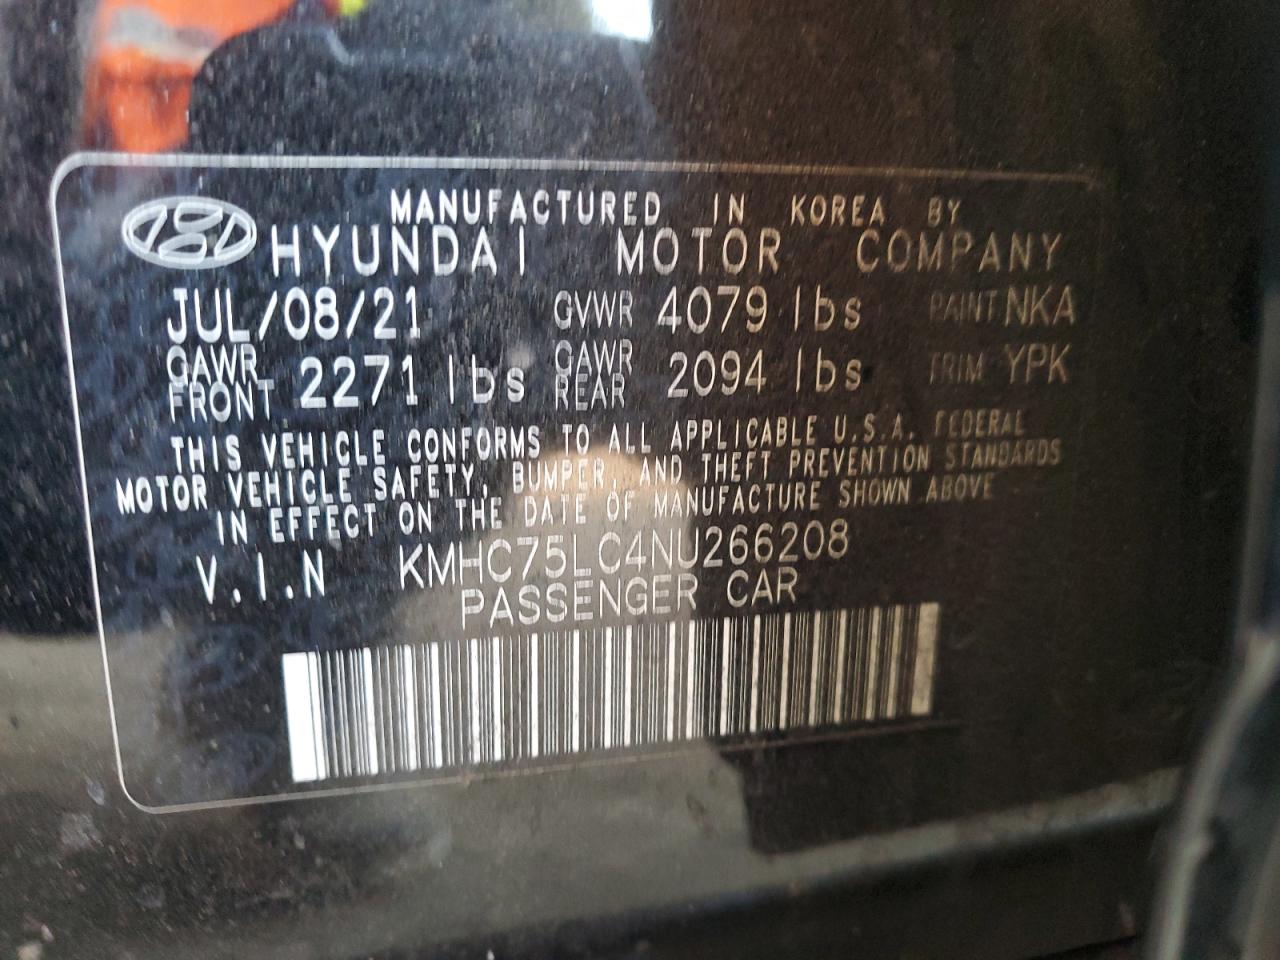 MANUFACTURED IN KOREA BY
HYUNDAI MOTOR COMPANY
JUL/08/21 GVWR 4079 lbs PAINT NKA
GAWR FRONT 2271 lbs GAWR REAR 2094 lbs TRIM YPK
THIS VEHICLE CONFORMS TO ALL APPLICABLE U.S.A. FEDERAL
MOTOR VEHICLE SAFETY, BUMPER, AND THEFT PREVENTION STANDARDS
IN EFFECT ON THE DATE OF MANUFACTURE SHOWN ABOVE
V.I.N KMHC75LC4NU266208
PASSENGER CAR